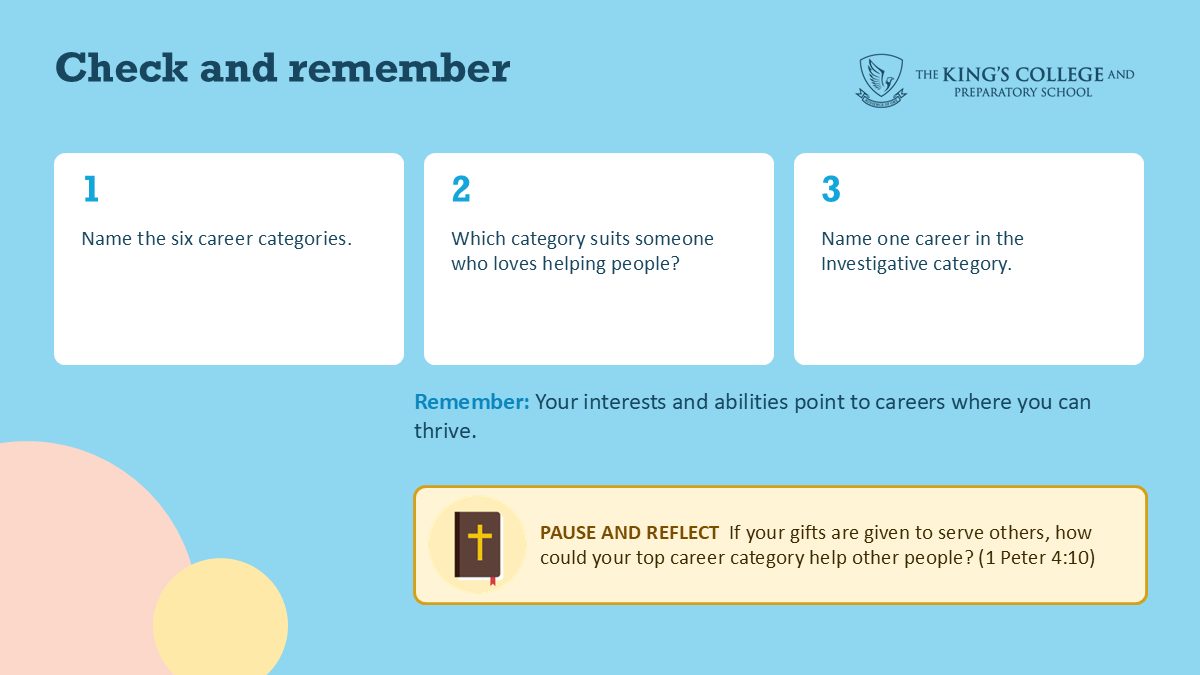 Check and remember
THE KING'S COLLEGE AND
PREPARATORY SCHOOL
1
Name the six career categories.
2
Which category suits someone
who loves helping people?
3
Name one career in the
Investigative category.
Remember: Your interests and abilities point to careers where you can
thrive.
PAUSE AND REFLECT If your gifts are given to serve others, how
could your top career category help other people? (1 Peter 4:10)